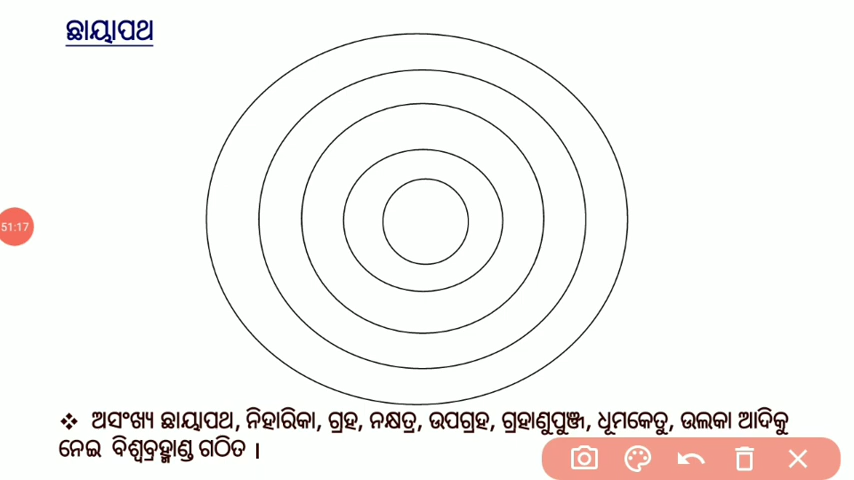 ଛାୟାପଥ
51:17
❖ ଅସଂଖ୍ୟ ଛାୟାପଥ, ନିହାରିକା, ଗ୍ରହ, ନକ୍ଷତ୍ର, ଉପଗ୍ରହ, ଗ୍ରହାଣୁପୁଞ୍ଜ, ଧୂମକେତୁ, ଉଲକା ଆଦିକୁ
ନେଇ ବିଶ୍ୱବ୍ରହ୍ମାଣ୍ଡ ଗଠିତ ।